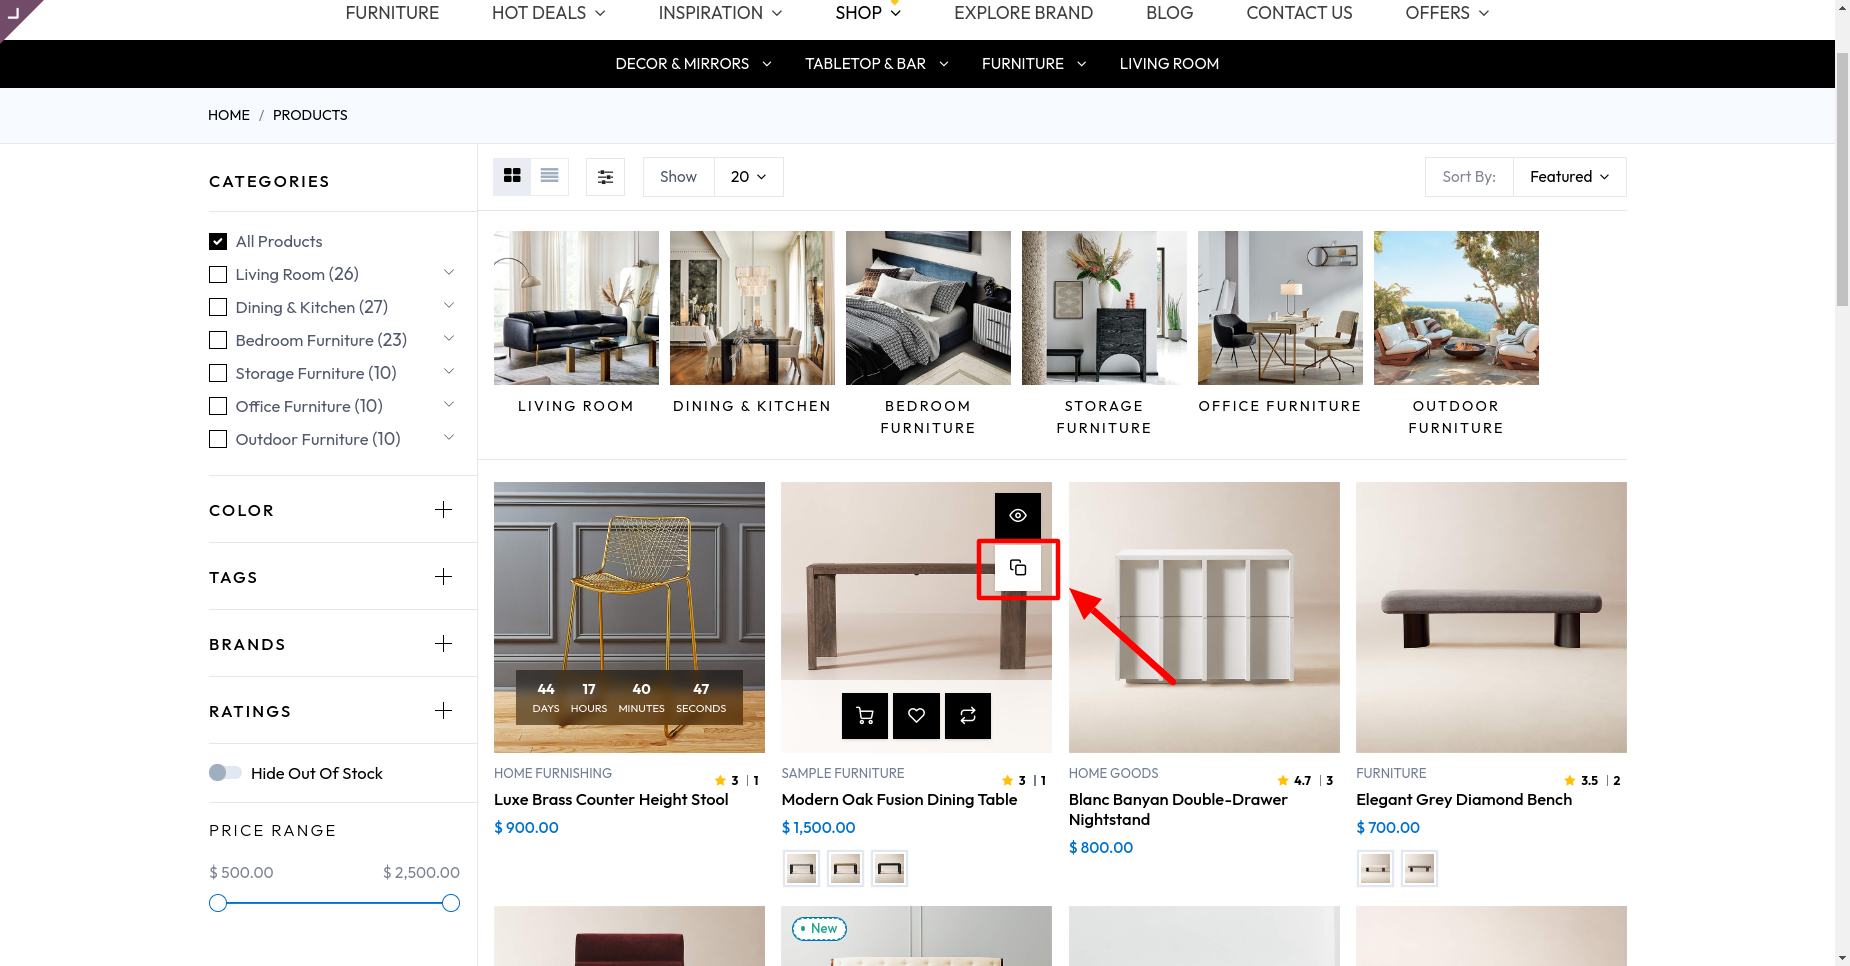 FURNITURE HOT DEALS INSPIRATION SHOP EXPLORE BRAND BLOG CONTACT US OFFERS
DECOR & MIRRORS TABLETOP & BAR FURNITURE LIVING ROOM
HOME / PRODUCTS
CATEGORIES
All Products
Living Room (26)
Dining & Kitchen (27)
Bedroom Furniture (23)
Storage Furniture (10)
Office Furniture (10)
Outdoor Furniture (10)
COLOR
TAGS
BRANDS
RATINGS
Hide Out Of Stock
PRICE RANGE
$ 500.00 $ 2,500.00
Show 20
Sort By: Featured
LIVING ROOM
DINING & KITCHEN
BEDROOM
FURNITURE
STORAGE
FURNITURE
OFFICE FURNITURE
OUTDOOR
FURNITURE
44 17 40 47
DAYS HOURS MINUTES SECONDS
HOME FURNISHING
3 | 1
Luxe Brass Counter Height Stool
$ 900.00
SAMPLE FURNITURE
3 | 1
Modern Oak Fusion Dining Table
$ 1,500.00
HOME GOODS
4.7 | 3
Blanc Banyan Double-Drawer
Nightstand
$ 800.00
FURNITURE
3.5 | 2
Elegant Grey Diamond Bench
$ 700.00
New